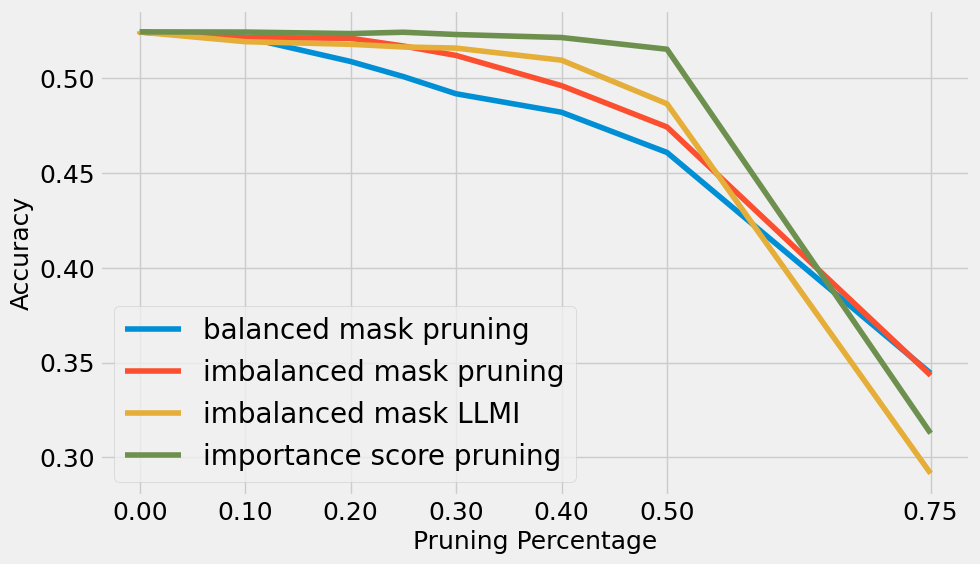 Accuracy
0.50
0.45
0.40
0.35
0.30
balanced mask pruning
imbalanced mask pruning
imbalanced mask LLMI
importance score pruning
0.00 0.10 0.20 0.30 0.40 0.50 0.75
Pruning Percentage